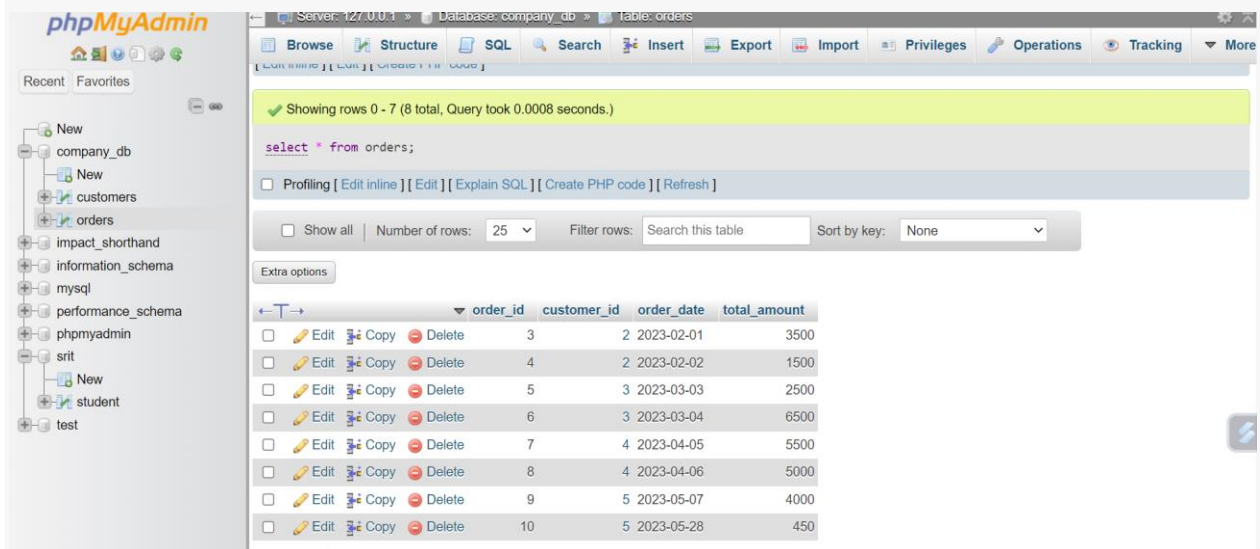 phpMyAdmin
Recent Favorites
New
company_db
New
customers
orders
impact_shorthand
information_schema
mysql
performance_schema
phpmyadmin
srit
New
student
test
Server: 127.0.0.1 » Database: company_db » Table: orders
Browse Structure SQL Search Insert Export Import Privileges Operations Tracking More
[ Edit inline ] [ Edit ] [ Create PHP code ]
Showing rows 0 - 7 (8 total, Query took 0.0008 seconds.)
select * from orders;
Profiling [ Edit inline ] [ Edit ] [ Explain SQL ] [ Create PHP code ] [ Refresh ]
Show all | Number of rows: 25 Filter rows: Search this table Sort by key: None
Extra options
←T→ order_id customer_id order_date total_amount
Edit Copy Delete 3 2 2023-02-01 3500
Edit Copy Delete 4 2 2023-02-02 1500
Edit Copy Delete 5 3 2023-03-03 2500
Edit Copy Delete 6 3 2023-03-04 6500
Edit Copy Delete 7 4 2023-04-05 5500
Edit Copy Delete 8 4 2023-04-06 5000
Edit Copy Delete 9 5 2023-05-07 4000
Edit Copy Delete 10 5 2023-05-28 450